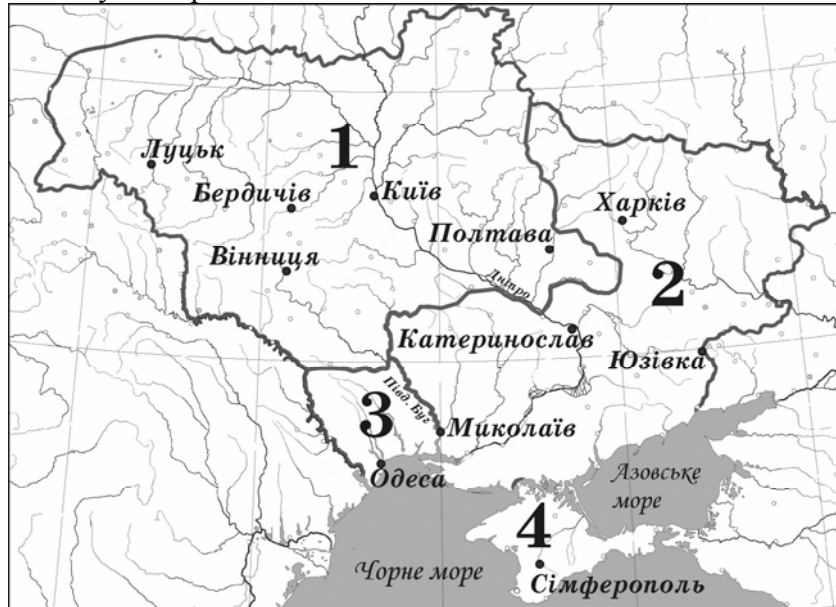 Луцьк
1
Бердичів
Київ
Харків
Полтава
Вінниця
2
Дніпро
Катеринослав
Юзівка
Півд. Буг
3
Миколаїв
Одеса
Азовське
море
4
Чорне море
Сімферополь